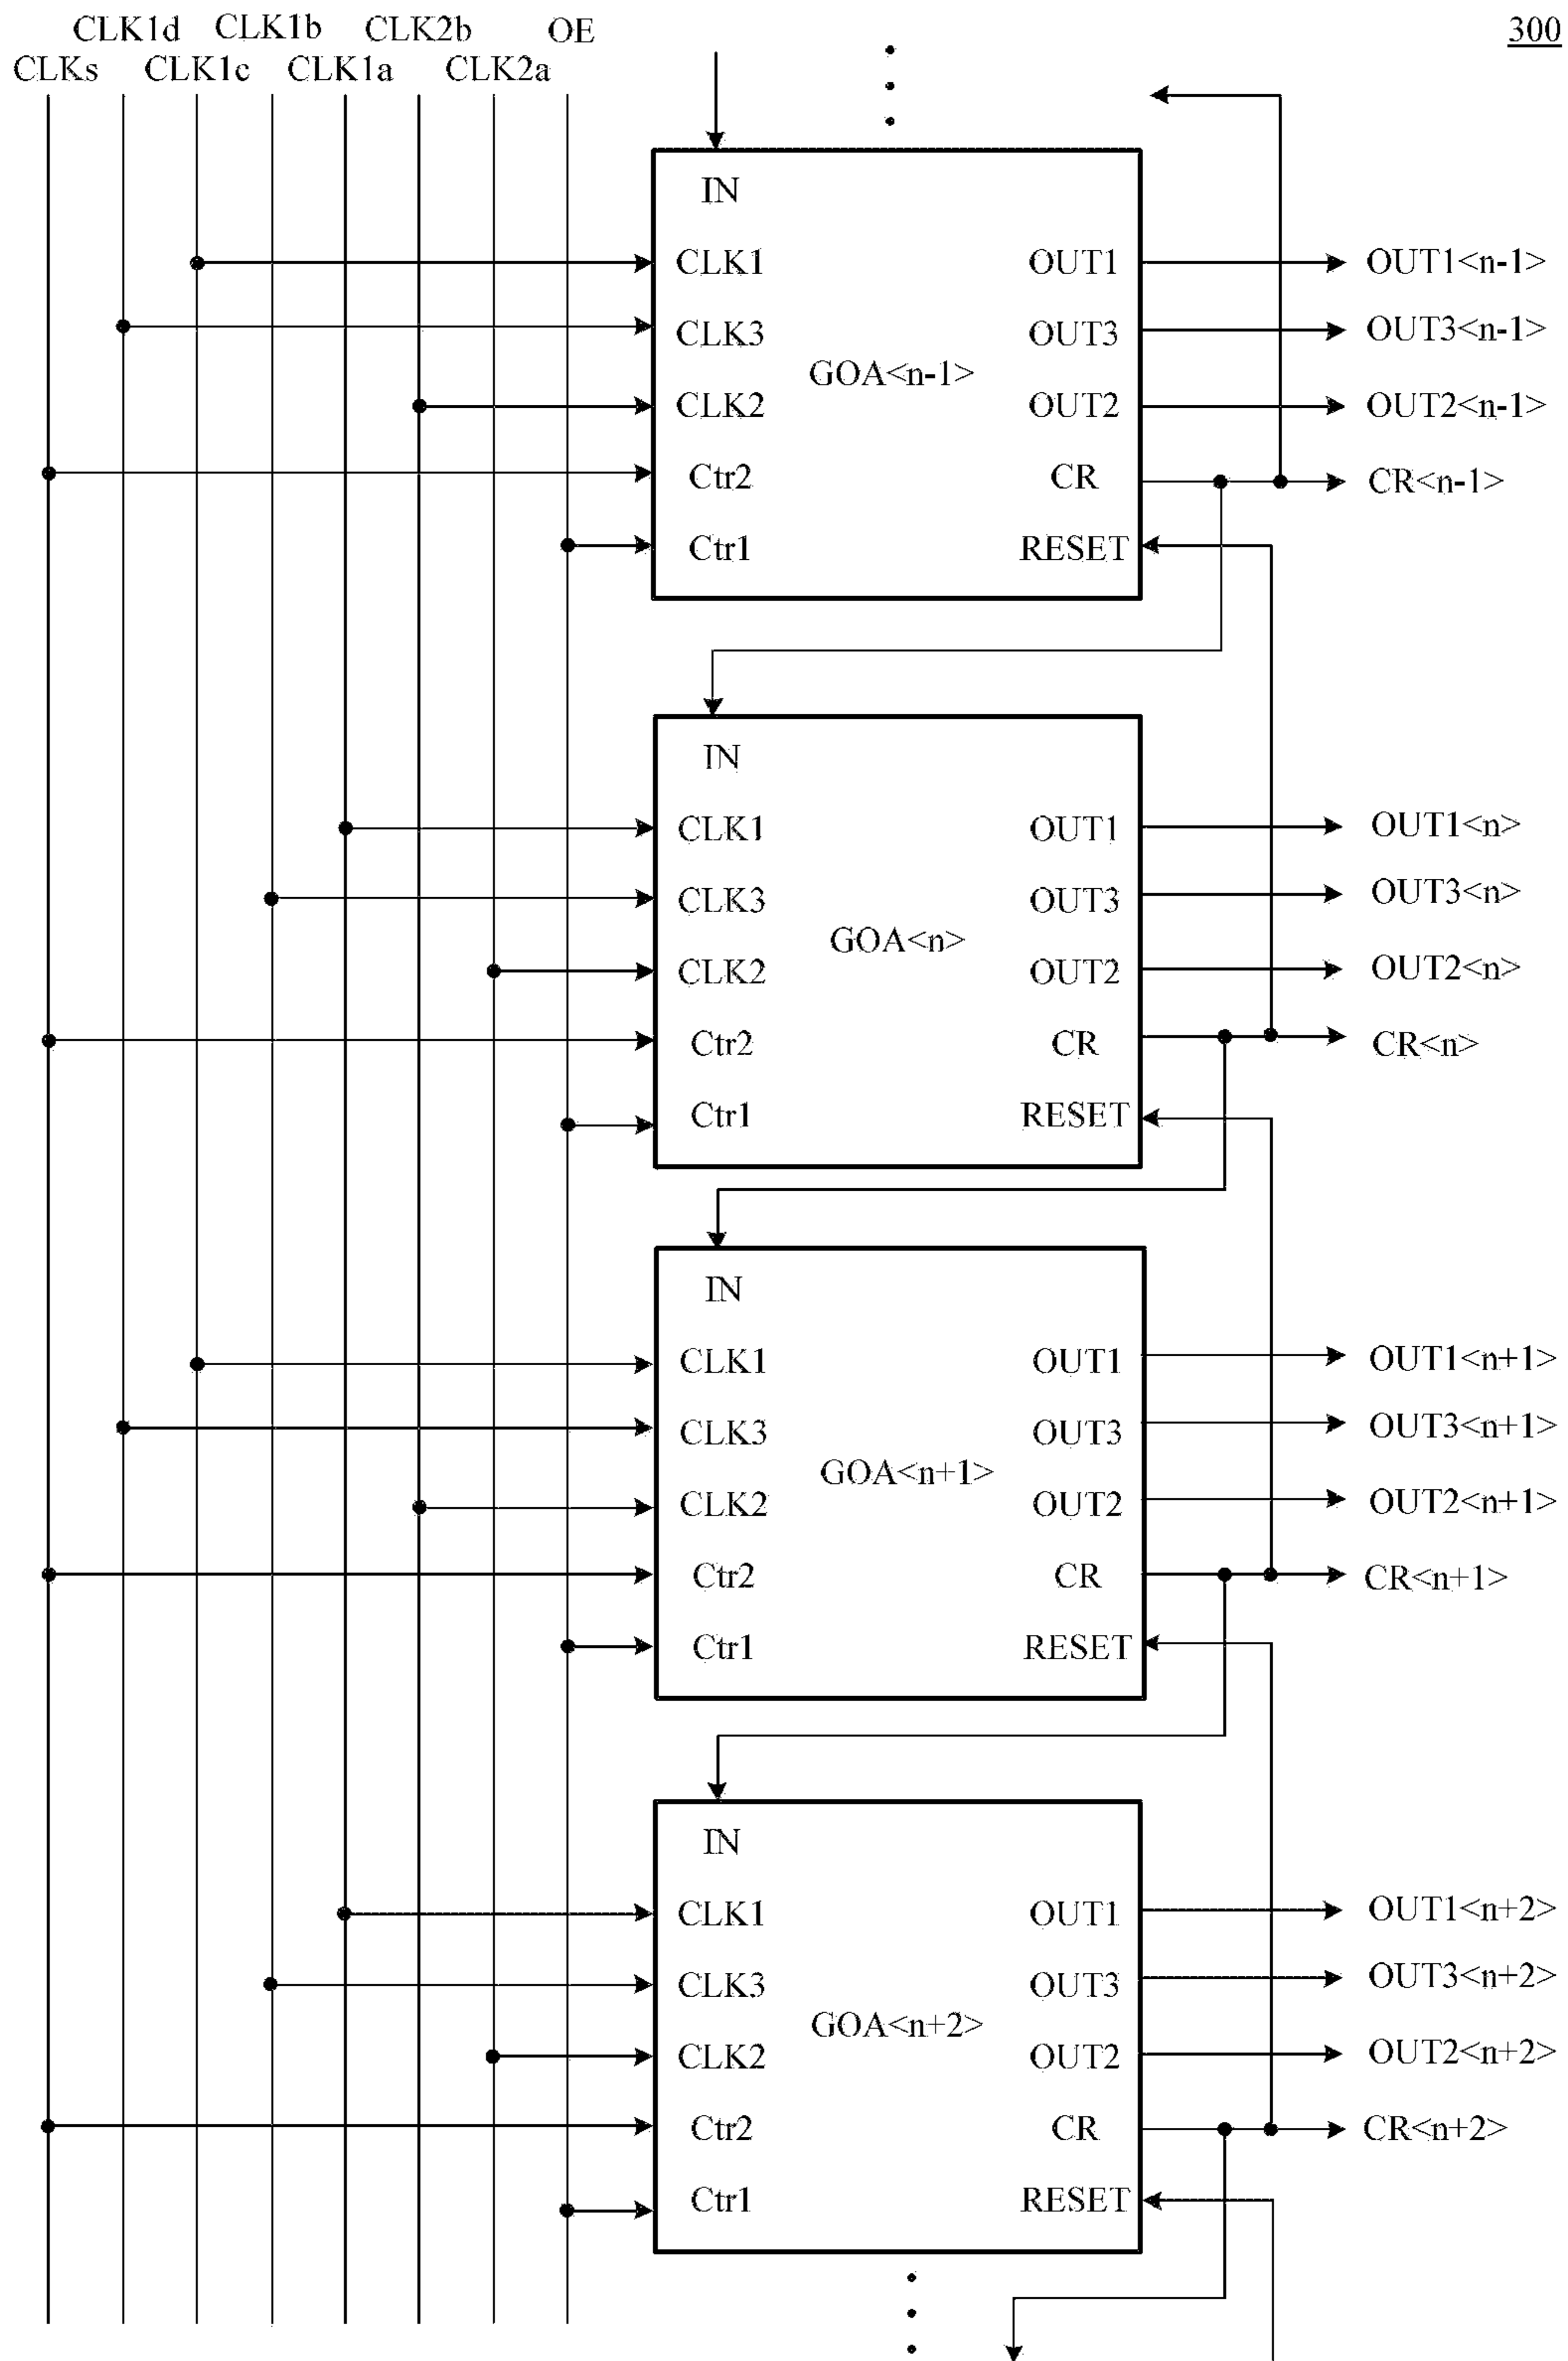 CLK1d CLK1b CLK2b OE 300
CLKs CLK1c CLK1a CLK2a
IN
CLK1 OUT1 OUT1<n-1>
CLK3 OUT3 OUT3<n-1>
GOA<n-1>
CLK2 OUT2 OUT2<n-1>
Ctr2 CR CR<n-1>
Ctr1 RESET
IN
CLK1 OUT1 OUT1<n>
CLK3 OUT3 OUT3<n>
GOA<n>
CLK2 OUT2 OUT2<n>
Ctr2 CR CR<n>
Ctr1 RESET
IN
CLK1 OUT1 OUT1<n+1>
CLK3 OUT3 OUT3<n+1>
GOA<n+1>
CLK2 OUT2 OUT2<n+1>
Ctr2 CR CR<n+1>
Ctr1 RESET
IN
CLK1 OUT1 OUT1<n+2>
CLK3 OUT3 OUT3<n+2>
GOA<n+2>
CLK2 OUT2 OUT2<n+2>
Ctr2 CR CR<n+2>
Ctr1 RESET